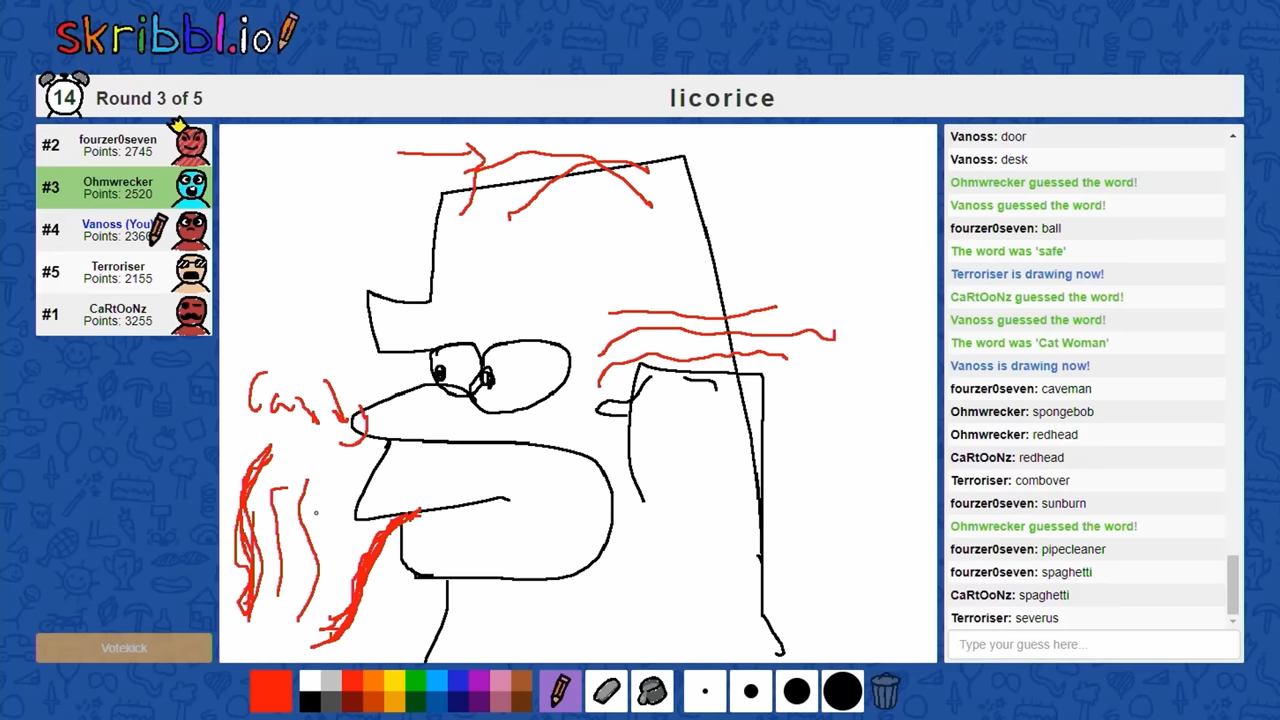 skribbl.io
14 Round 3 of 5 licorice
#2 fourzer0seven
Points: 2745
#3 Ohmwrecker
Points: 2520
#4 Vanoss (You)
Points: 2366
#5 Terroriser
Points: 2155
#1 CaRtOoNz
Points: 3255
Votekick
Vanoss: door
Vanoss: desk
Ohmwrecker guessed the word!
Vanoss guessed the word!
fourzer0seven: ball
The word was 'safe'
Terroriser is drawing now!
CaRtOoNz guessed the word!
Vanoss guessed the word!
The word was 'Cat Woman'
Vanoss is drawing now!
fourzer0seven: caveman
Ohmwrecker: spongebob
Ohmwrecker: redhead
CaRtOoNz: redhead
Terroriser: combover
fourzer0seven: sunburn
Ohmwrecker guessed the word!
fourzer0seven: pipecleaner
fourzer0seven: spaghetti
CaRtOoNz: spaghetti
Terroriser: severus
Type your guess here...